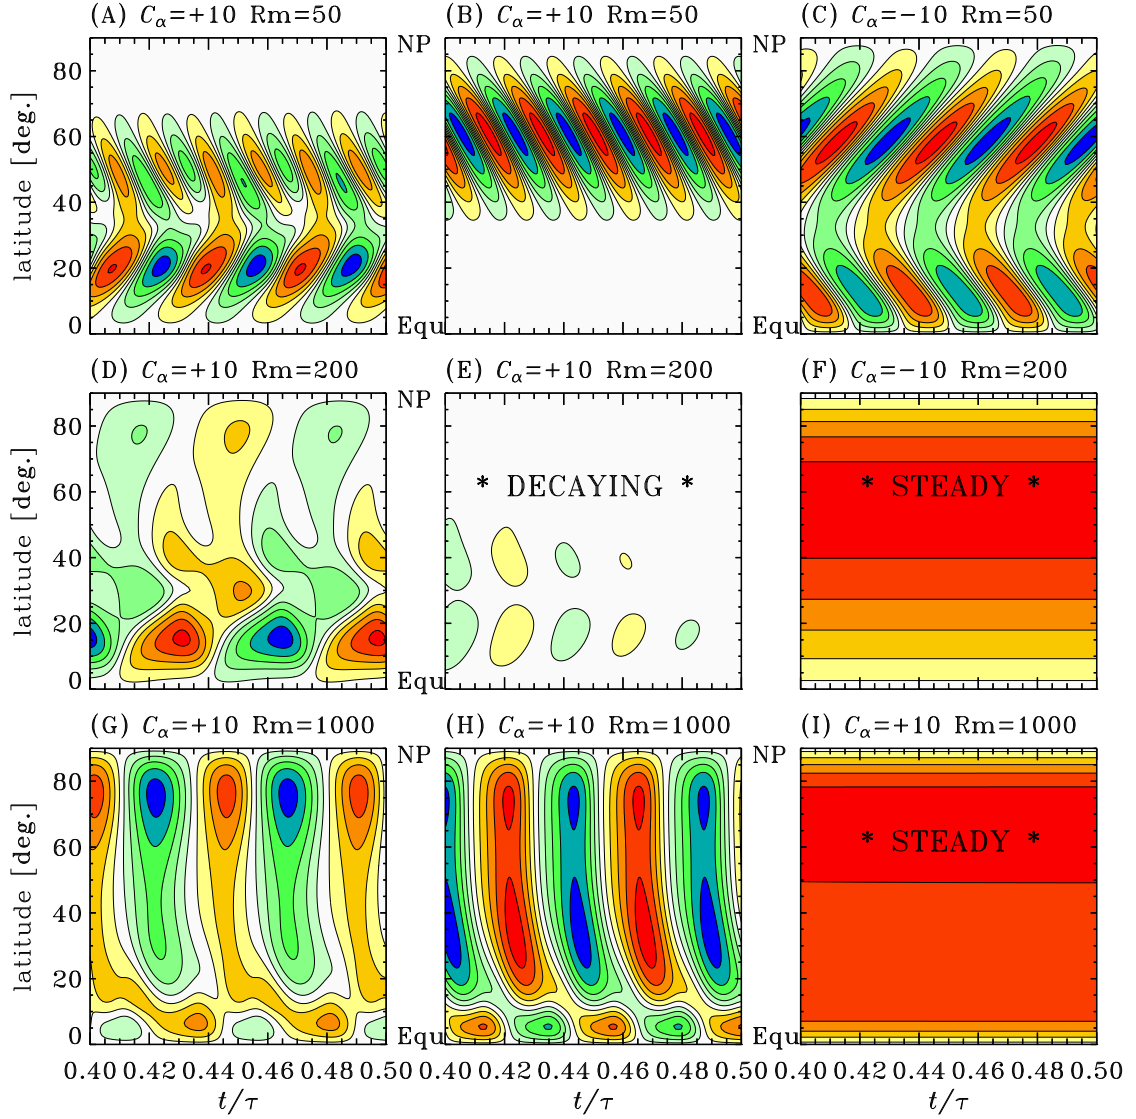 (A) Cα=+10 Rm=50
(B) Cα=+10 Rm=50
(C) Cα=−10 Rm=50
latitude [deg.]
80
60
40
20
0
NP
Equ
NP
Equ
(D) Cα=+10 Rm=200
(E) Cα=+10 Rm=200
(F) Cα=−10 Rm=200
latitude [deg.]
80
60
40
20
0
NP
Equ
* DECAYING *
* STEADY *
(G) Cα=+10 Rm=1000
(H) Cα=+10 Rm=1000
(I) Cα=+10 Rm=1000
latitude [deg.]
80
60
40
20
0
NP
Equ
NP
Equ
* STEADY *
0.40 0.42 0.44 0.46 0.48 0.50
0.40 0.42 0.44 0.46 0.48 0.50
0.40 0.42 0.44 0.46 0.48 0.50
t/τ
t/τ
t/τ